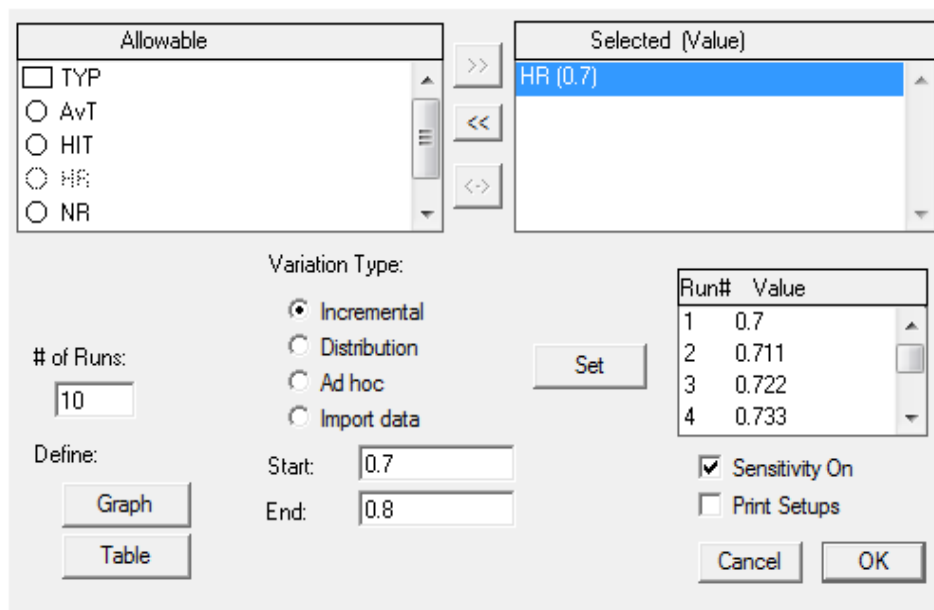 Allowable
TYP
AvT
HIT
HR
NR
>>
<<
<->
Selected (Value)
HR (0.7)
Variation Type:
Incremental
Distribution
Ad hoc
Import data
# of Runs:
10
Set
Run# Value
1 0.7
2 0.711
3 0.722
4 0.733
Define:
Graph
Table
Start: 0.7
End: 0.8
Sensitivity On
Print Setups
Cancel OK